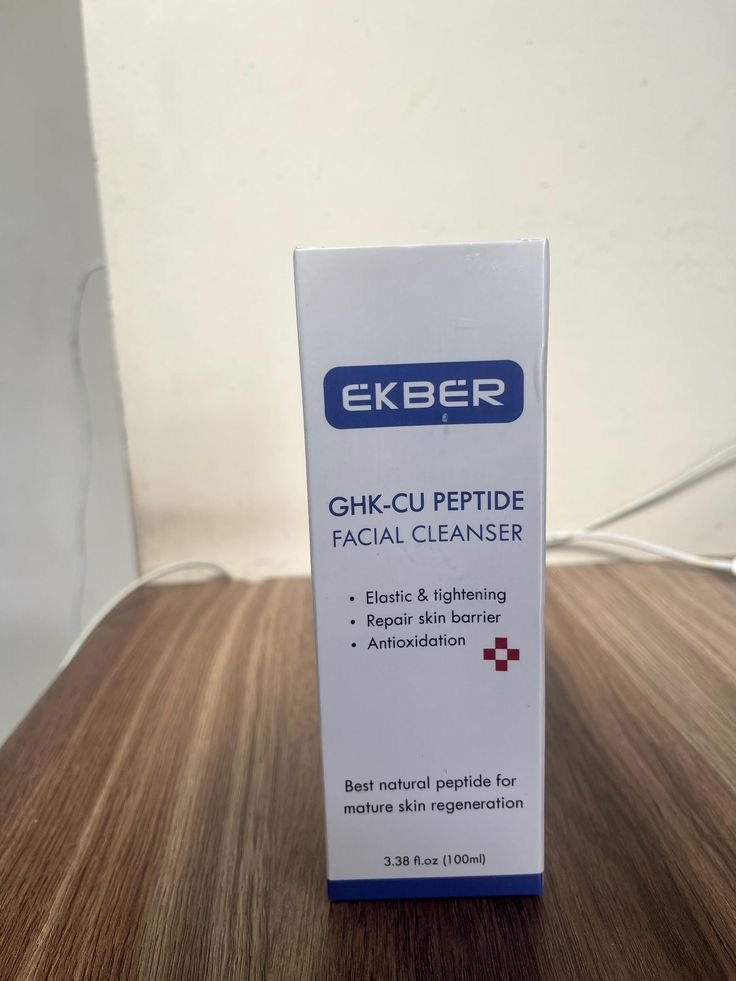 EKBER
GHK-CU PEPTIDE
FACIAL CLEANSER
• Elastic & tightening
• Repair skin barrier
• Antioxidation
Best natural peptide for
mature skin regeneration
3.38 fl.oz (100ml)